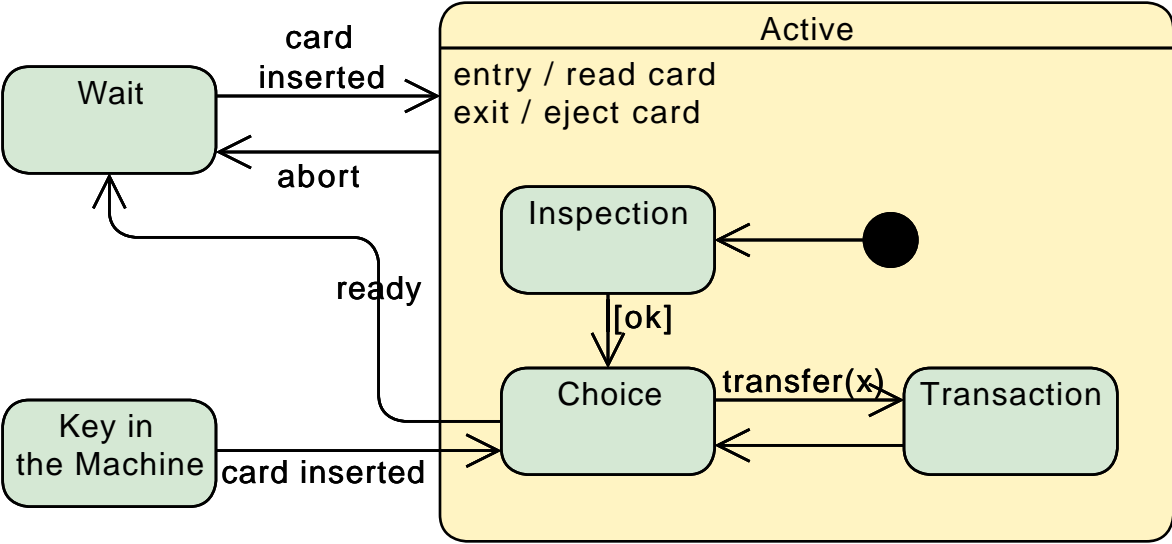 card
inserted
Active
entry / read card
exit / eject card
Wait
abort
Inspection
ready
[ok]
Choice
transfer(x)
Transaction
Key in
the Machine
card inserted